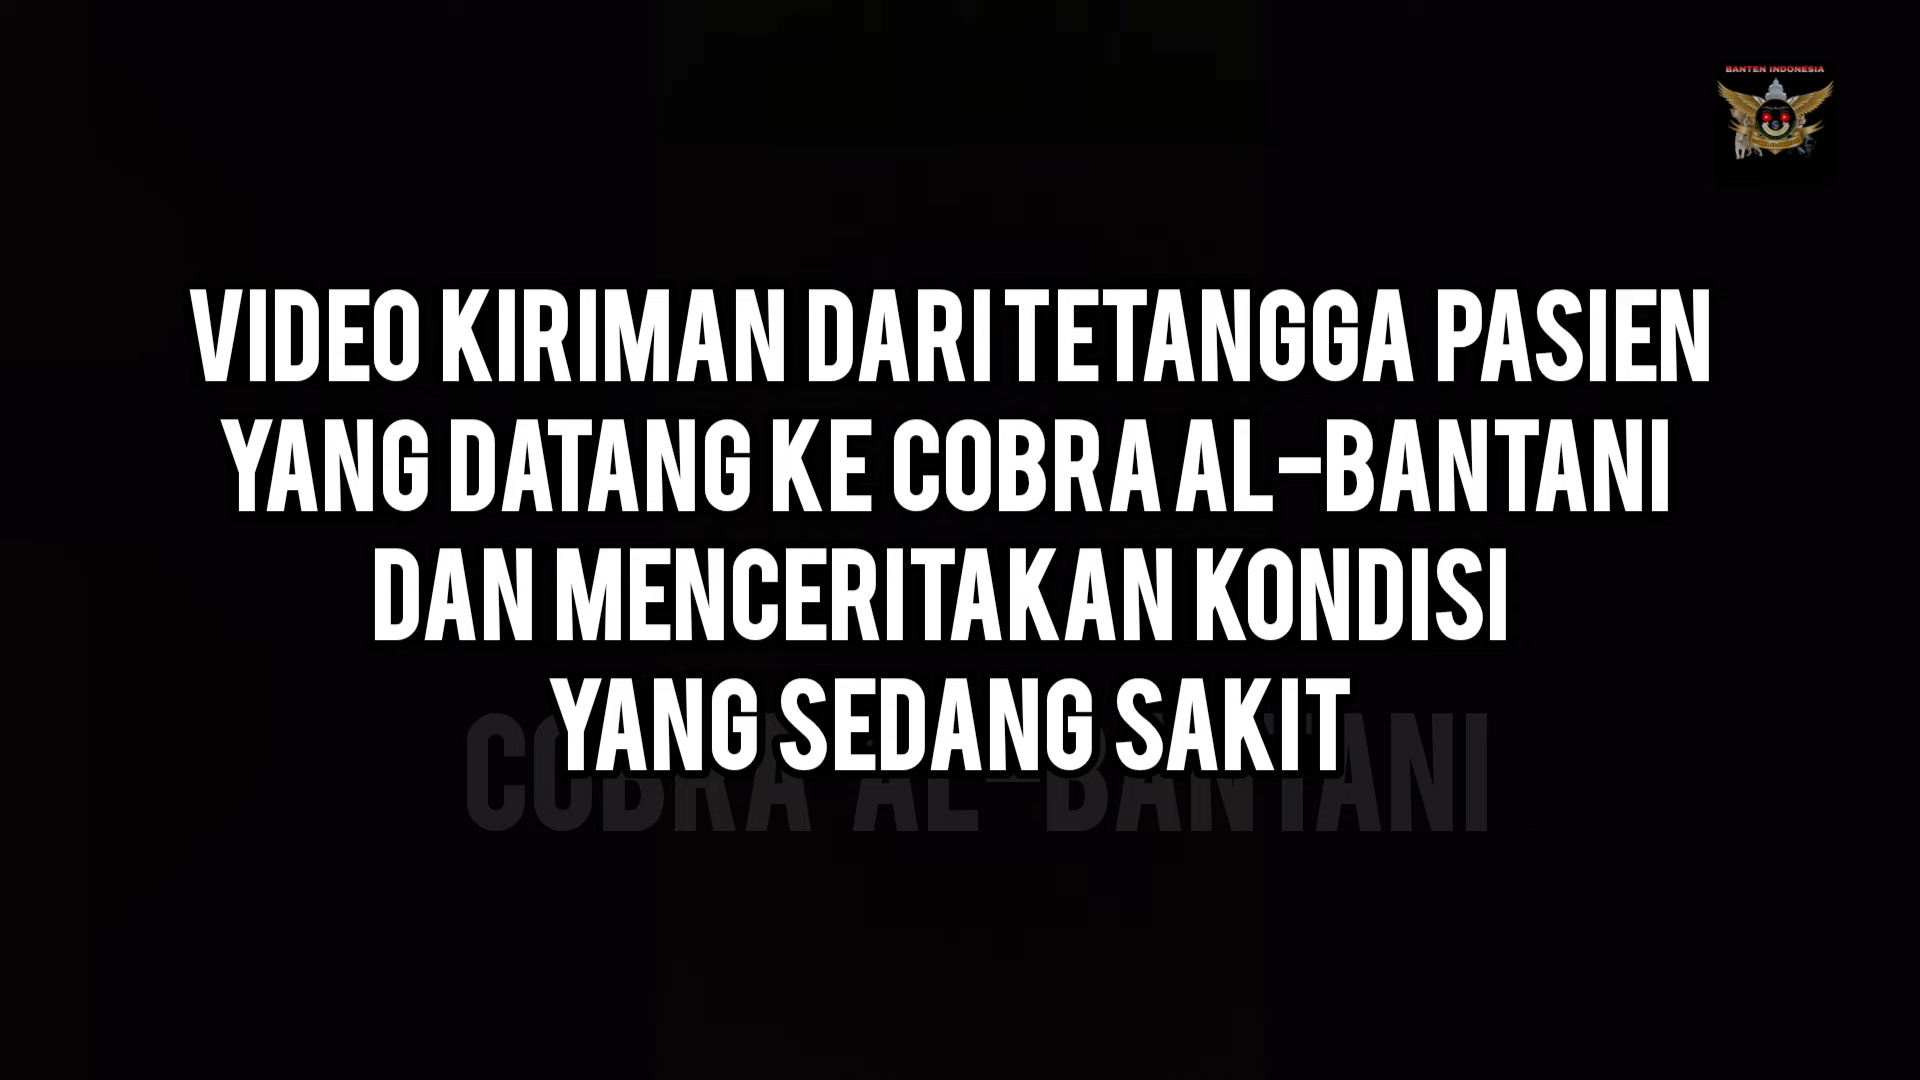 BANTEN INDONESIA
VIDEO KIRIMAN DARI TETANGGA PASIEN
YANG DATANG KE COBRA AL-BANTANI
DAN MENCERITAKAN KONDISI
YANG SEDANG SAKIT
COBRA AL-BANTANI